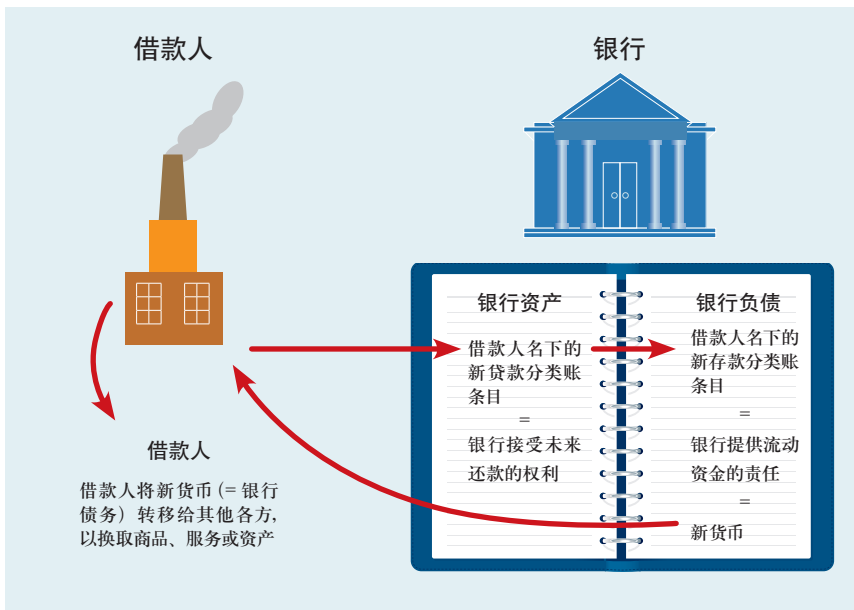 借款人
银行
银行资产
借款人名下的
新贷款分类账
条目
=
银行接受未来
还款的权利
银行负债
借款人名下的
新存款分类账
条目
=
银行提供流动
资金的责任
=
新货币
借款人
借款人将新货币 (= 银行
债务) 转移给其他各方,
以换取商品、服务或资产